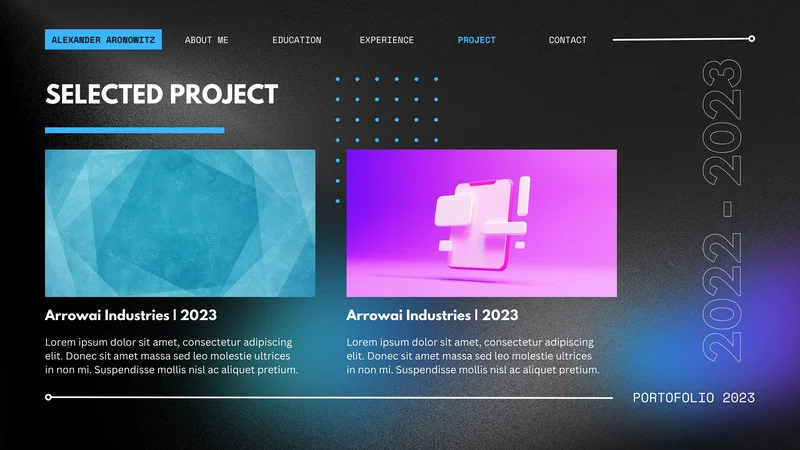 ALEXANDER ARONOWITZ
ABOUT ME
EDUCATION
EXPERIENCE
PROJECT
CONTACT
SELECTED PROJECT
Arrowai Industries | 2023
Lorem ipsum dolor sit amet, consectetur adipiscing
elit. Donec sit amet massa sed leo molestie ultrices
in non mi. Suspendisse mollis nisl ac aliquet pretium.
Arrowai Industries | 2023
Lorem ipsum dolor sit amet, consectetur adipiscing
elit. Donec sit amet massa sed leo molestie ultrices
in non mi. Suspendisse mollis nisl ac aliquet pretium.
2022 - 2023
PORTOFOLIO 2023